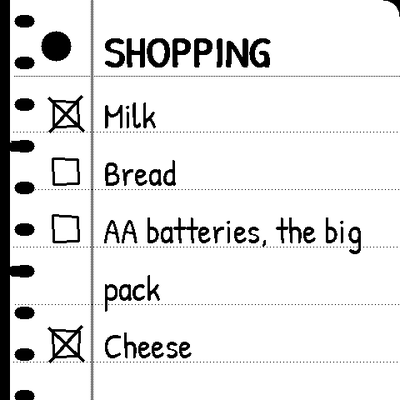 SHOPPING
Milk
Bread
AA batteries, the big
pack
Cheese